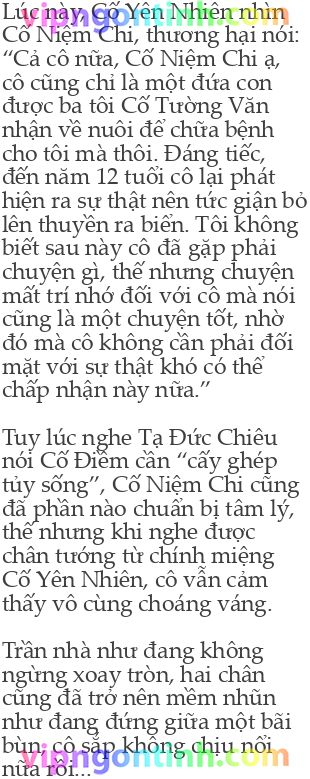 vipngontinh.com
Lúc này, Cố Yên Nhiên nhìn
Cố Niệm Chi, thương hại nói:
“Cả cô nữa, Cố Niệm Chi ạ,
cô cũng chỉ là một đứa con
được ba tôi Cố Tường Văn
nhận về nuôi để chữa bệnh
cho tôi mà thôi. Đáng tiếc,
đến năm 12 tuổi cô lại phát
hiện ra sự thật nên tức giận bỏ
lên thuyền ra biển. Tôi không
biết sau này cô đã gặp phải
chuyện gì, thế nhưng chuyện
mất trí nhớ đối với cô mà nói
cũng là một chuyện tốt, nhờ
đó mà cô không cần phải đối
mặt với sự thật khó có thể
chấp nhận này nữa.”
Tuy lúc nghe Tạ Đức Chiêu
nói Cố Điềm cần “cấy ghép
tủy sống”, Cố Niệm Chi cũng
đã phần nào chuẩn bị tâm lý,
thế nhưng khi nghe được
chân tướng từ chính miệng
Cố Yên Nhiên, cô vẫn cảm
thấy vô cùng choáng váng.
Trần nhà như đang không
ngừng xoay tròn, hai chân
cũng đã trở nên mềm nhũn
như đang đứng giữa một bãi
bùn, cô sắp không chịu nổi
nữa rồi...
vipngontinh.com